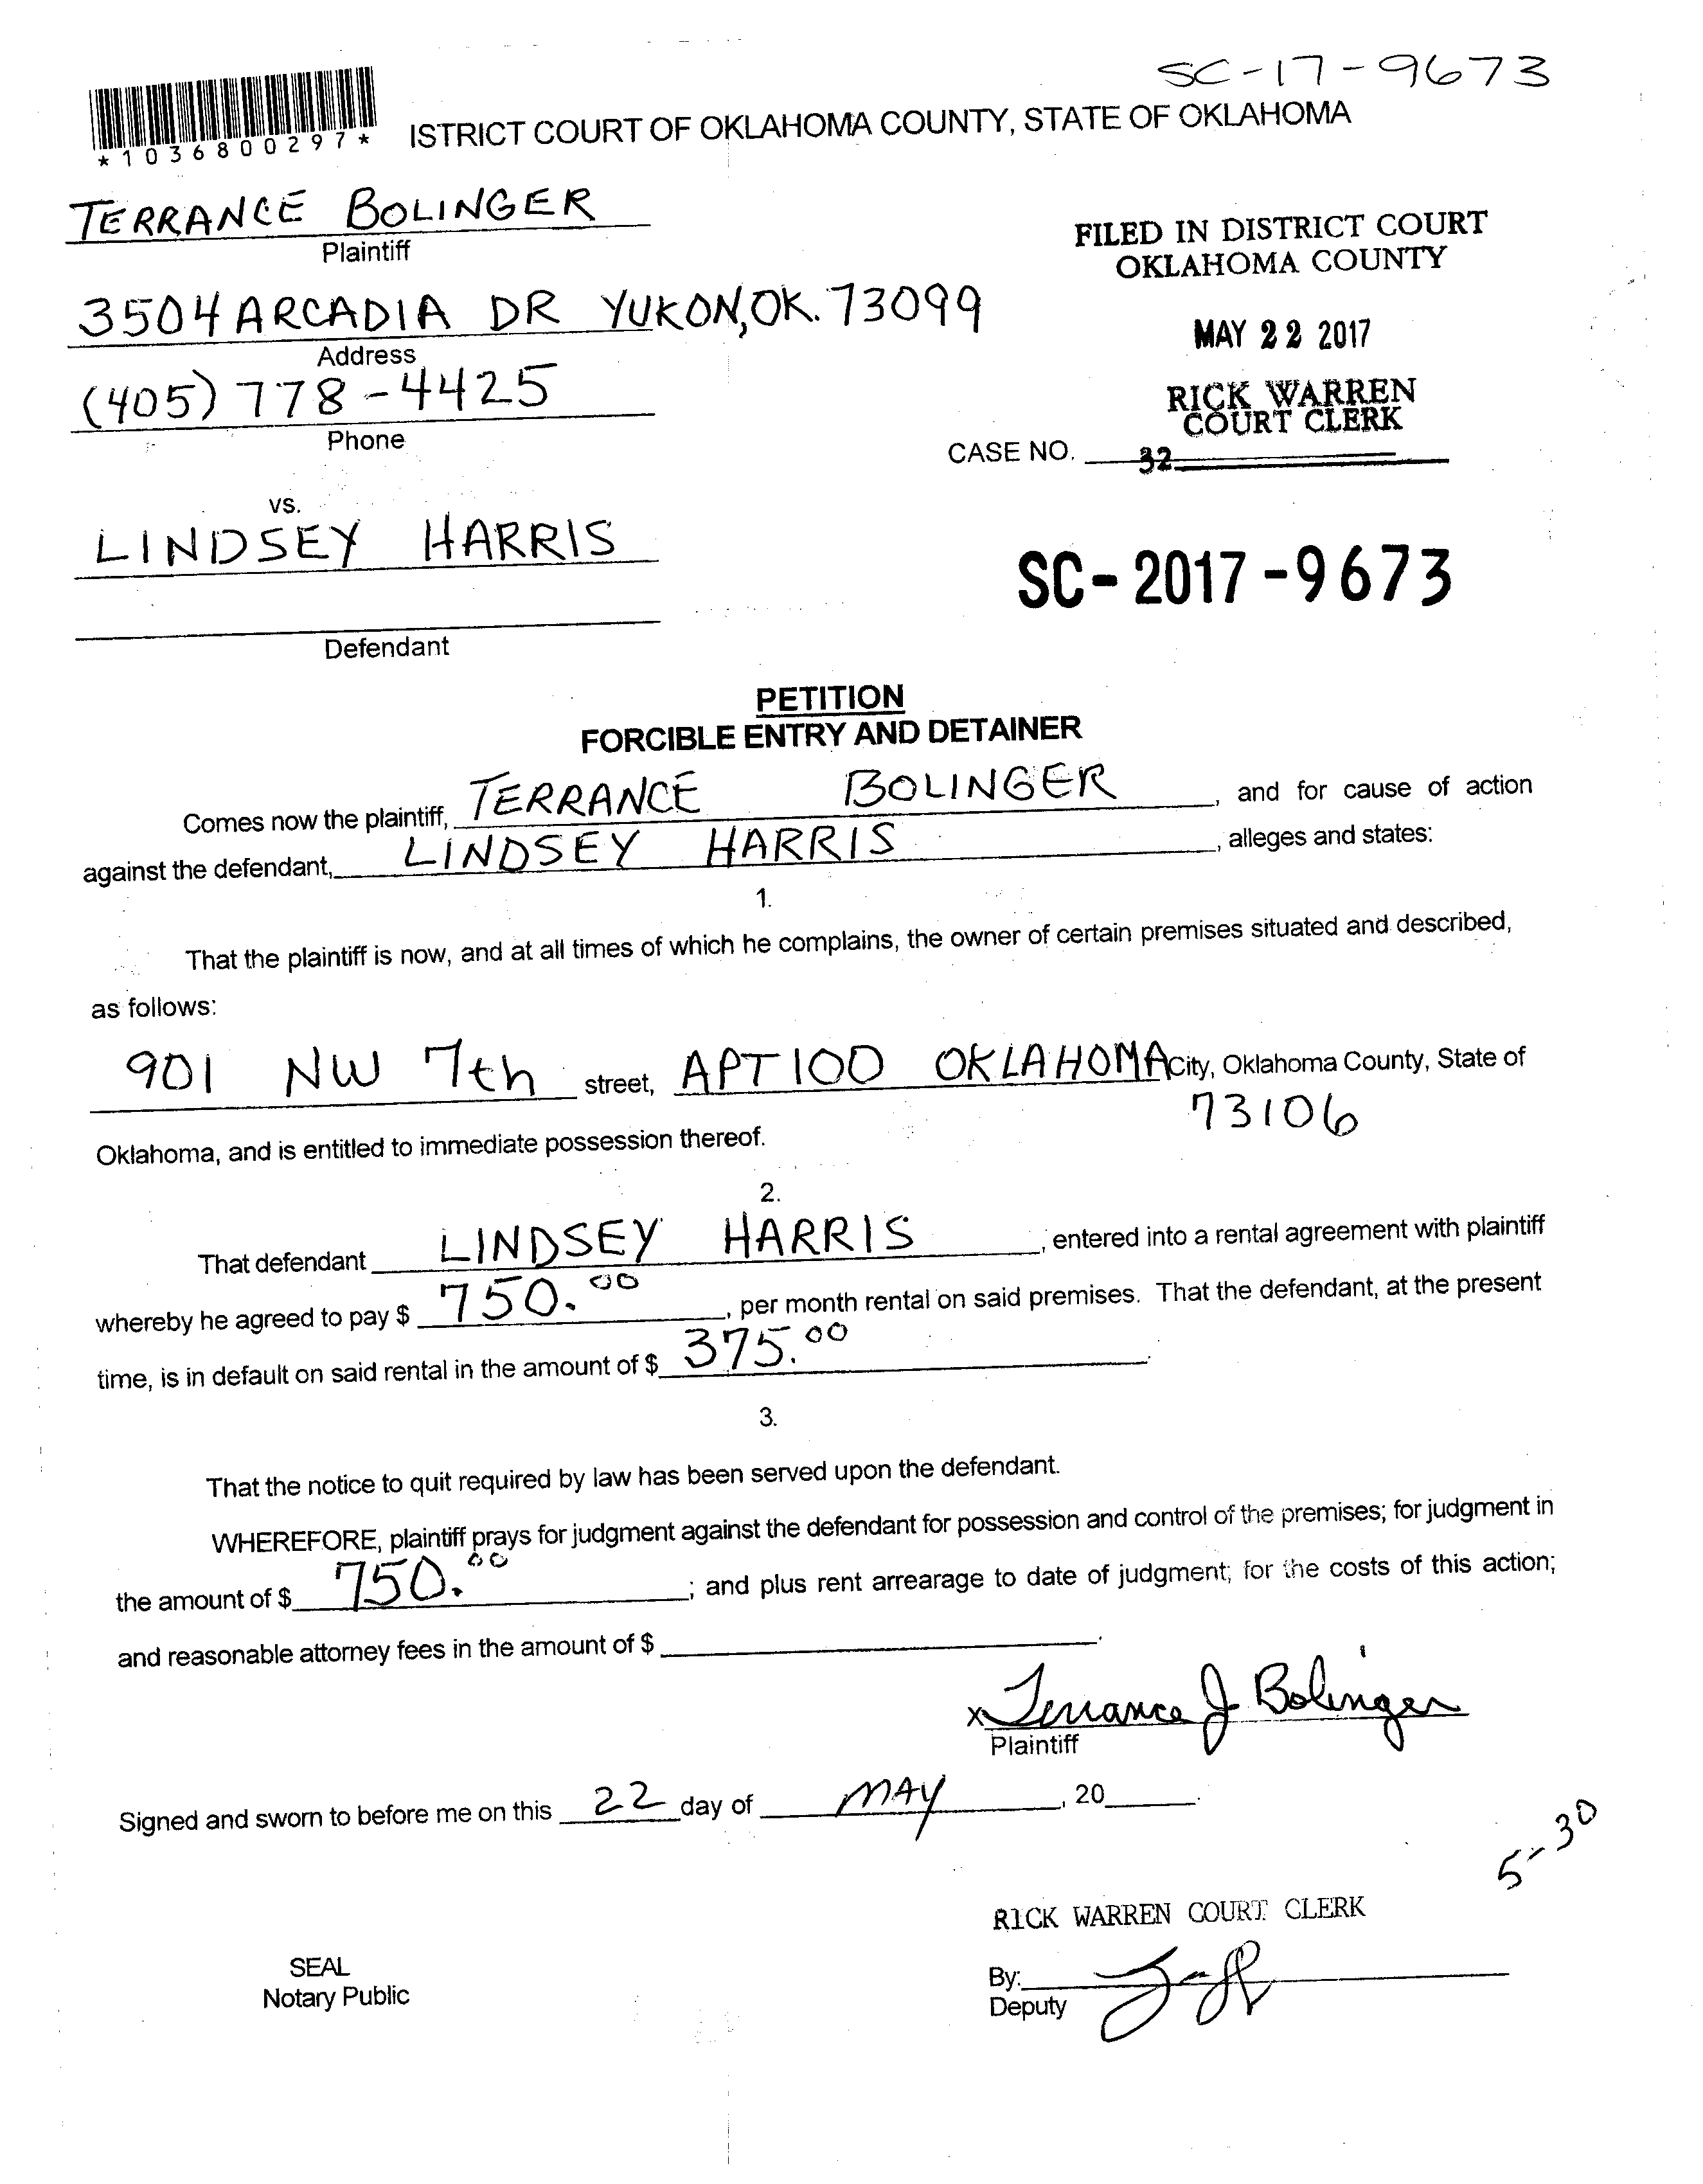 SC-17-9673
*1036800297*
ISTRICT COURT OF OKLAHOMA COUNTY, STATE OF OKLAHOMA
TERRANCE BOLINGER
Plaintiff
FILED IN DISTRICT COURT
OKLAHOMA COUNTY
3504 ARCADIA DR YUKON, OK. 73099
Address
MAY 22 2017
(405) 778-4425
Phone
RICK WARREN
COURT CLERK
CASE NO. 32
vs.
LINDSEY HARRIS
SC-2017-9673
Defendant
PETITION
FORCIBLE ENTRY AND DETAINER
Comes now the plaintiff, TERRANCE BOLINGER, and for cause of action
against the defendant, LINDSEY HARRIS, alleges and states:
1.
That the plaintiff is now, and at all times of which he complains, the owner of certain premises situated and described,
as follows:
901 NW 7th street, APT 100 OKLAHOMA City, Oklahoma County, State of
73106
Oklahoma, and is entitled to immediate possession thereof.
2.
That defendant LINDSEY HARRIS, entered into a rental agreement with plaintiff
whereby he agreed to pay $ 750.00, per month rental on said premises. That the defendant, at the present
time, is in default on said rental in the amount of $ 375.00.
3.
That the notice to quit required by law has been served upon the defendant.
WHEREFORE, plaintiff prays for judgment against the defendant for possession and control of the premises; for judgment in
the amount of $ 750.00; and plus rent arrearage to date of judgment; for the costs of this action;
and reasonable attorney fees in the amount of $ .
x Terrance J Bolinger
Plaintiff
Signed and sworn to before me on this 22 day of MAY, 20 .
5-30
RICK WARREN COURT CLERK
SEAL
Notary Public
By:
Deputy